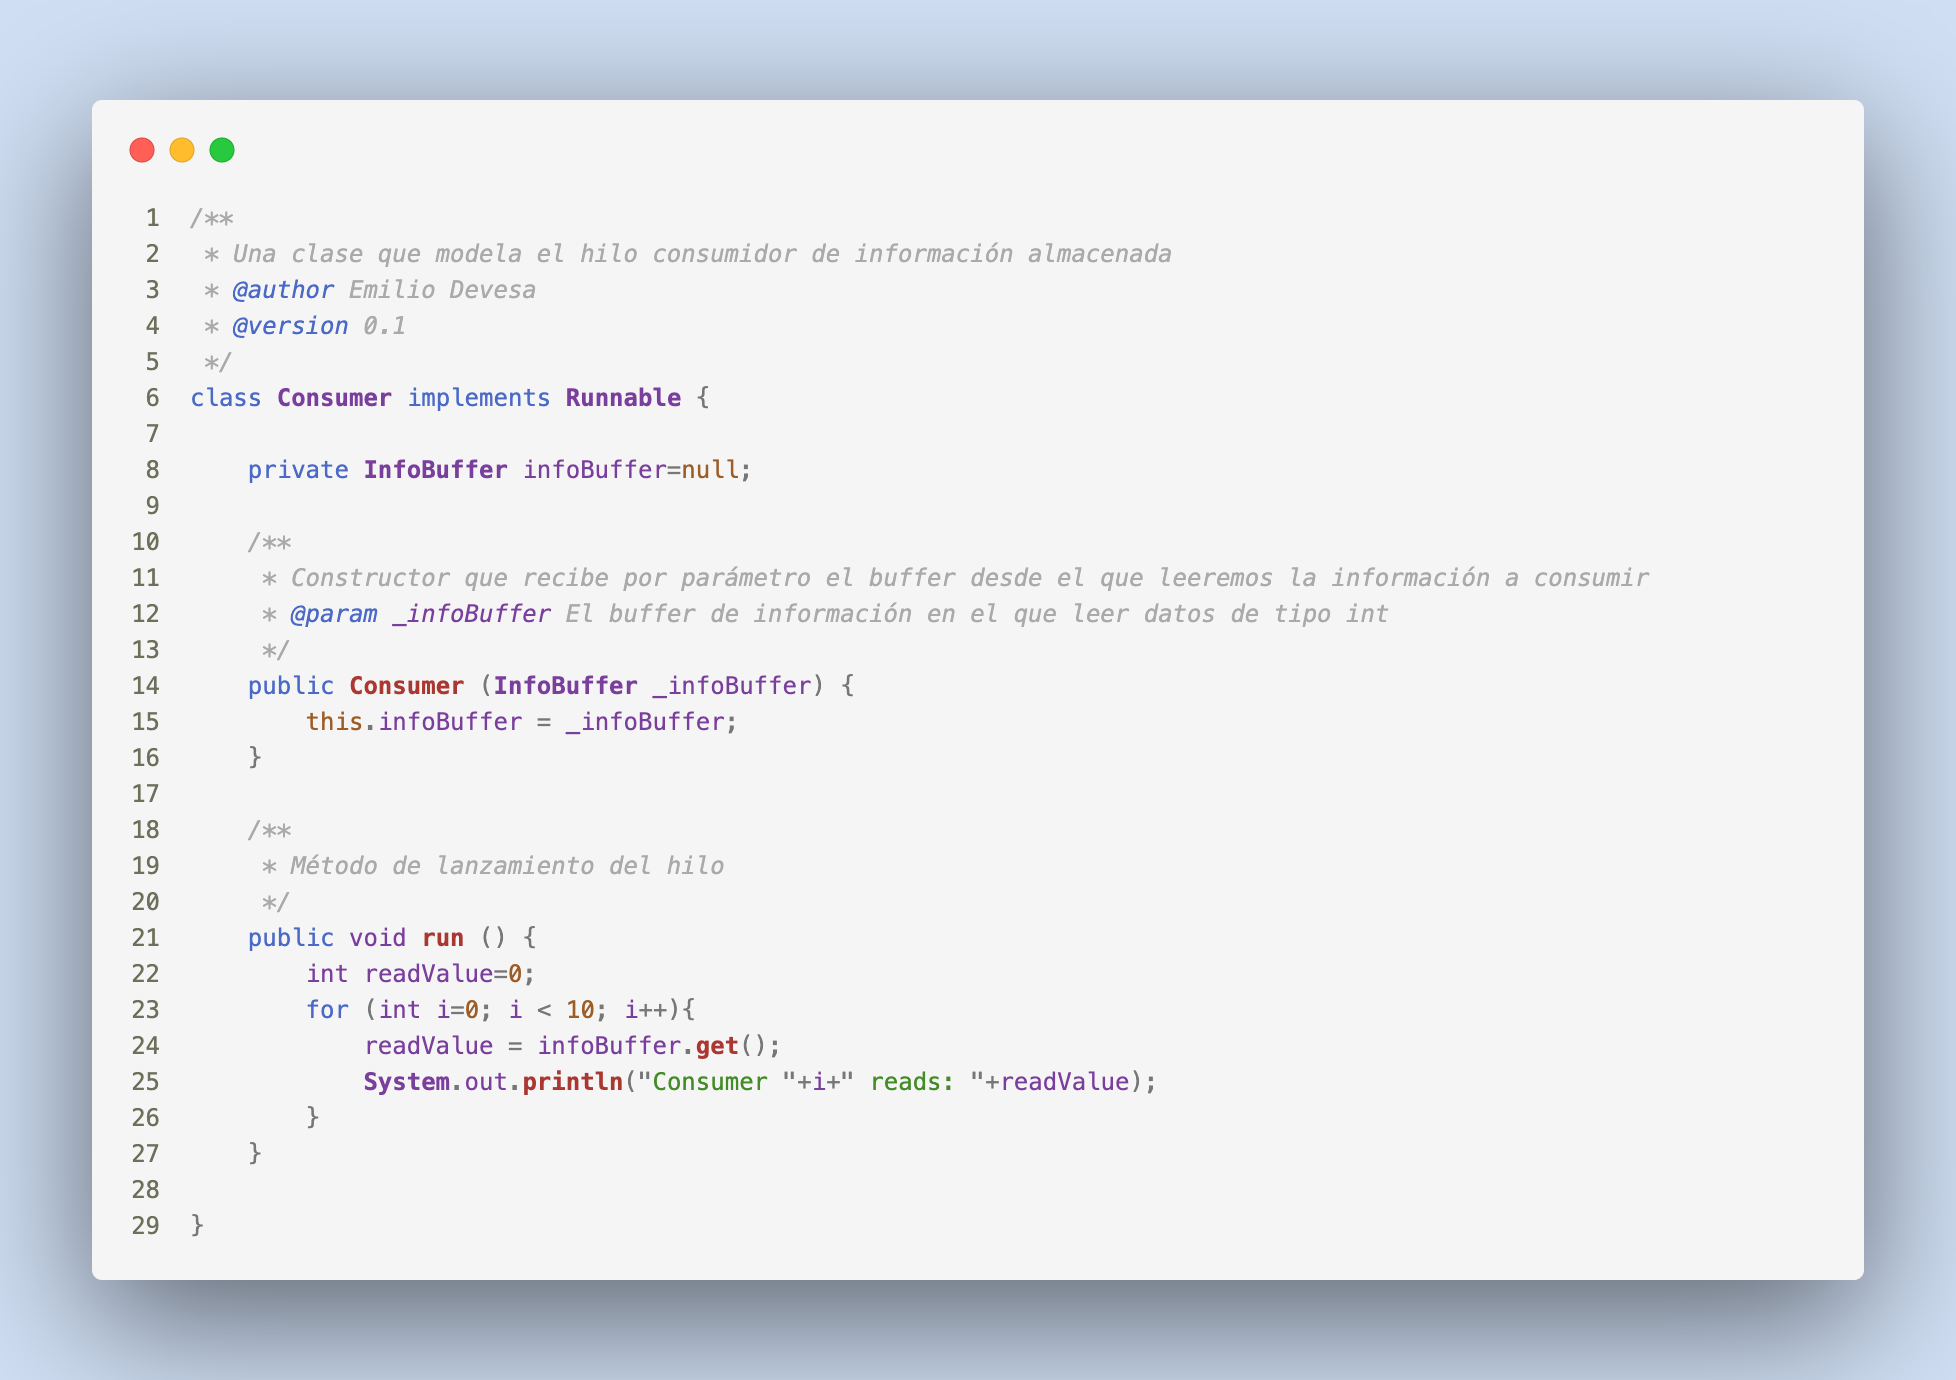 1 /**
2  * Una clase que modela el hilo consumidor de información almacenada
3  * @author Emilio Devesa
4  * @version 0.1
5  */
6 class Consumer implements Runnable {
7
8     private InfoBuffer infoBuffer=null;
9
10     /**
11      * Constructor que recibe por parámetro el buffer desde el que leeremos la información a consumir
12      * @param _infoBuffer El buffer de información en el que leer datos de tipo int
13      */
14     public Consumer (InfoBuffer _infoBuffer) {
15         this.infoBuffer = _infoBuffer;
16     }
17
18     /**
19      * Método de lanzamiento del hilo
20      */
21     public void run () {
22         int readValue=0;
23         for (int i=0; i < 10; i++){
24             readValue = infoBuffer.get();
25             System.out.println("Consumer "+i+" reads: "+readValue);
26         }
27     }
28
29 }